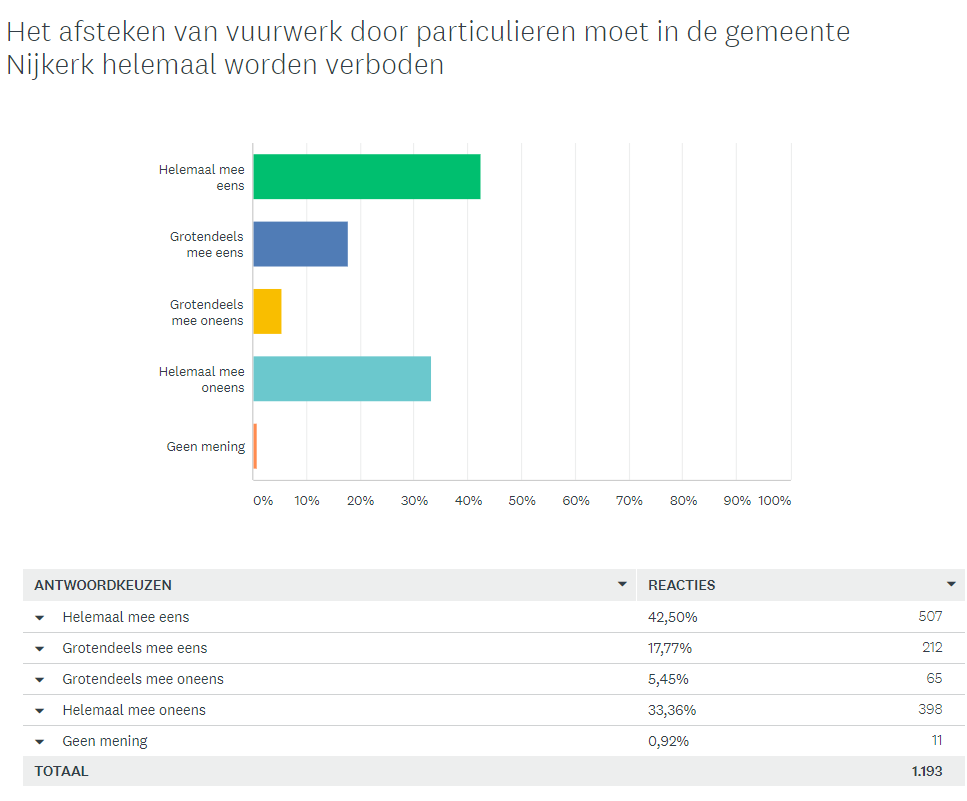 Het afsteken van vuurwerk door particulieren moet in de gemeente
Nijkerk helemaal worden verboden
Helemaal mee
eens
Grotendeels
mee eens
Grotendeels
mee oneens
Helemaal mee
oneens
Geen mening
0% 10% 20% 30% 40% 50% 60% 70% 80% 90% 100%
ANTWOORDKEUZEN REACTIES
Helemaal mee eens 42,50% 507
Grotendeels mee eens 17,77% 212
Grotendeels mee oneens 5,45% 65
Helemaal mee oneens 33,36% 398
Geen mening 0,92% 11
TOTAAL 1.193